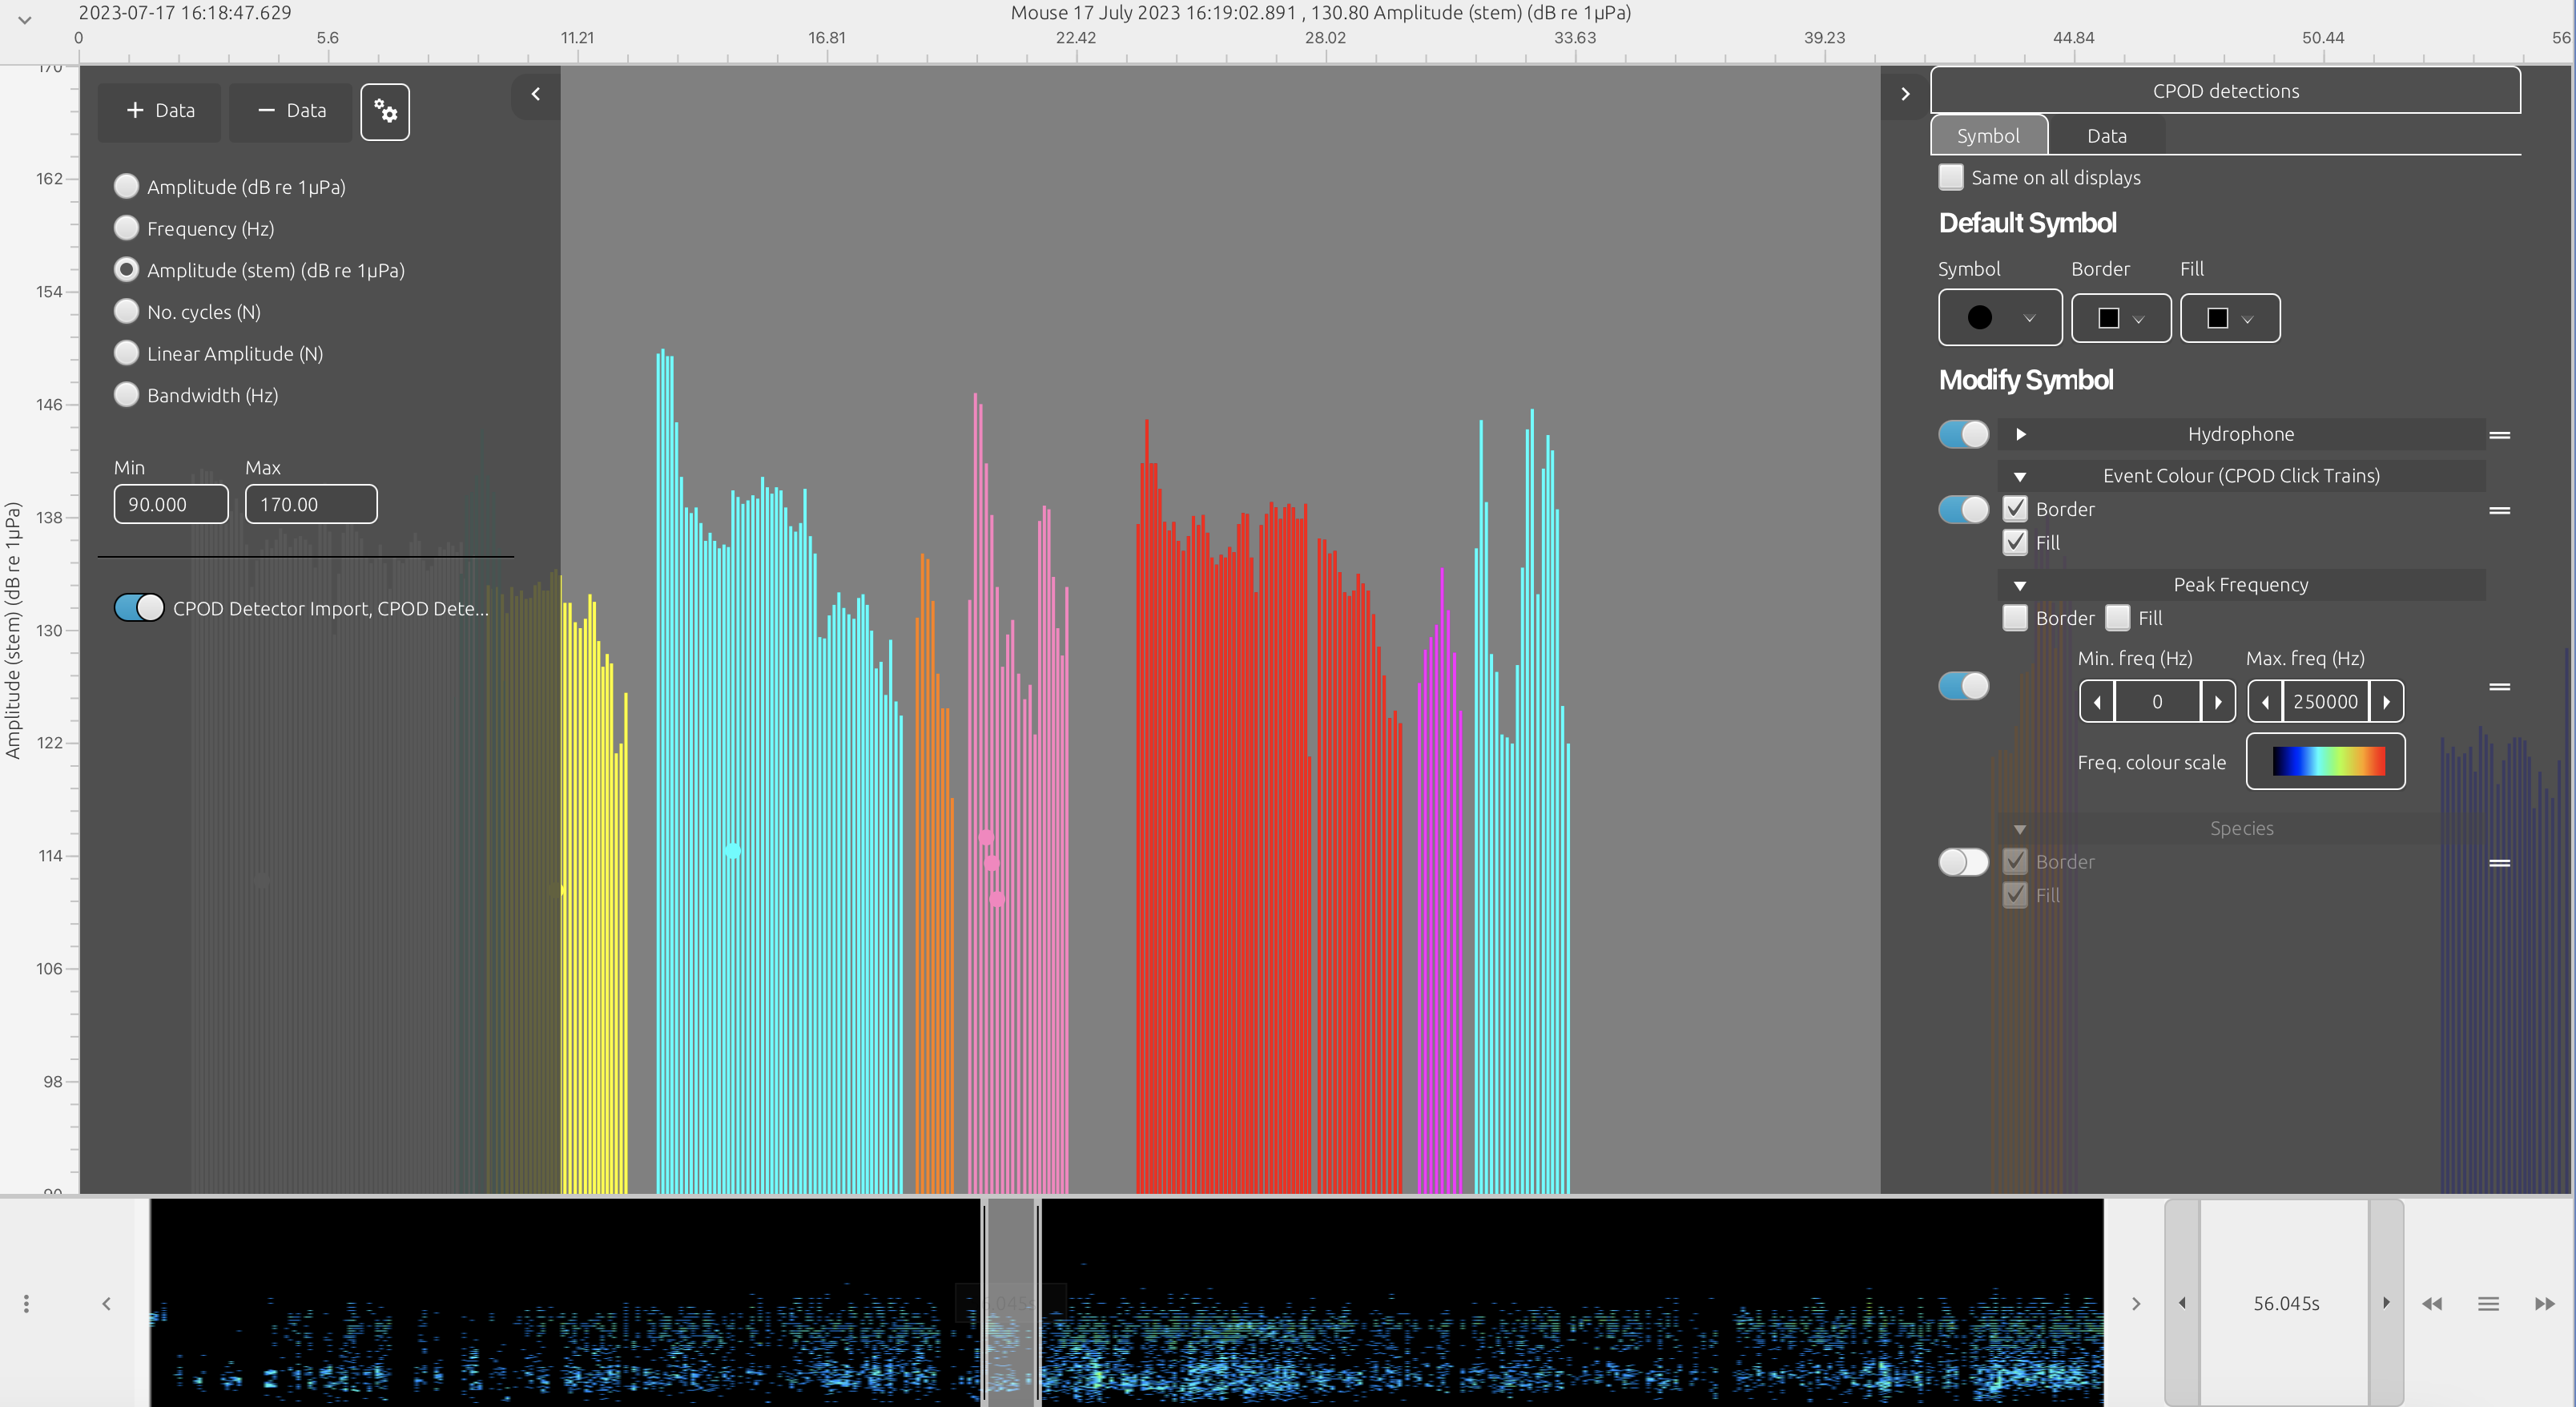 2023-07-17 16:18:47.629
Mouse 17 July 2023 16:19:02.891 , 130.80 Amplitude (stem) (dB re 1µPa)
0 5.6 11.21 16.81 22.42 28.02 33.63 39.23 44.84 50.44 56
170
162
154
146
138
130
122
114
106
98
90
Amplitude (stem) (dB re 1µPa)
+ Data
− Data
Amplitude (dB re 1µPa)
Frequency (Hz)
Amplitude (stem) (dB re 1µPa)
No. cycles (N)
Linear Amplitude (N)
Bandwidth (Hz)
Min Max
90.000 170.00
CPOD Detector Import, CPOD Dete...
CPOD detections
Symbol Data
Same on all displays
Default Symbol
Symbol Border Fill
Modify Symbol
Hydrophone
Event Colour (CPOD Click Trains)
Border
Fill
Peak Frequency
Border Fill
Min. freq (Hz) Max. freq (Hz)
0 250000
Freq. colour scale
Species
Border
Fill
56.045s